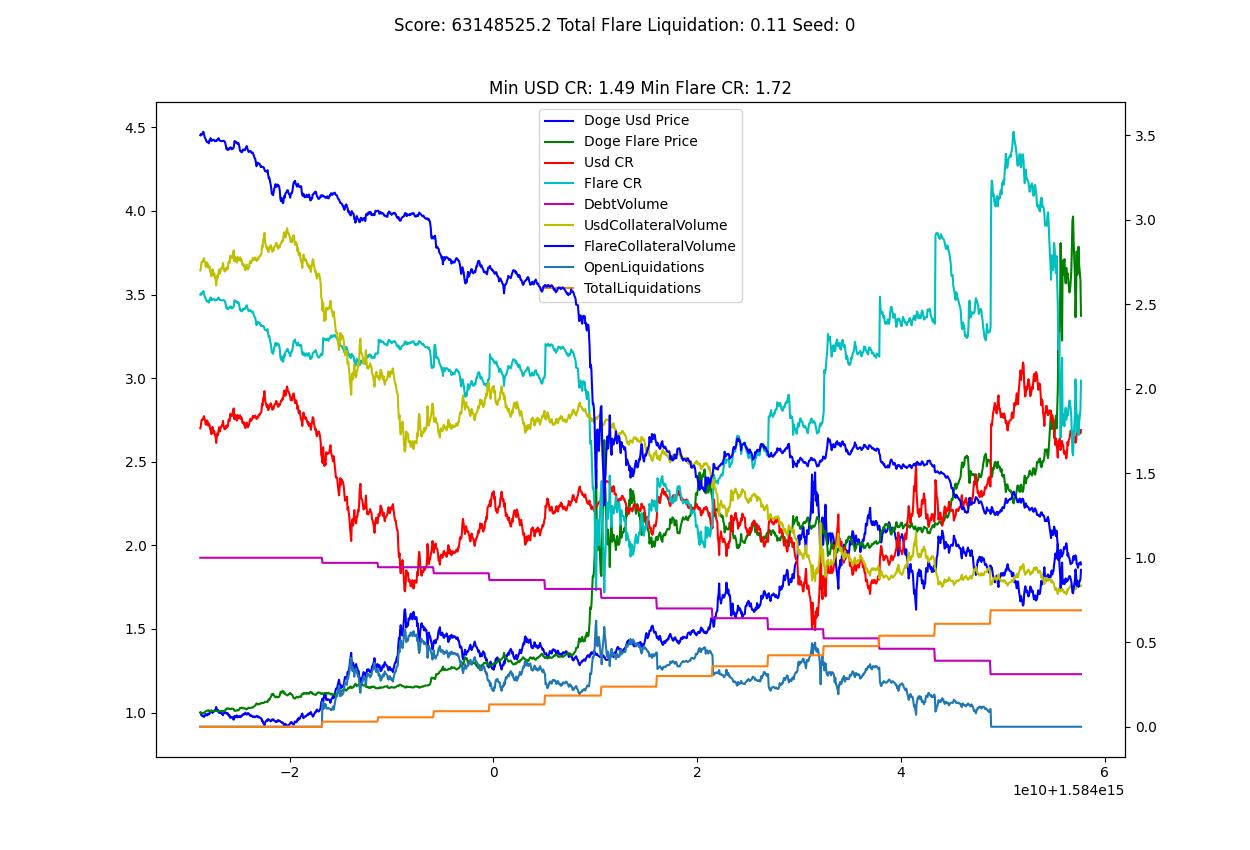 Score: 63148525.2 Total Flare Liquidation: 0.11 Seed: 0
Min USD CR: 1.49 Min Flare CR: 1.72
Doge Usd Price
Doge Flare Price
Usd CR
Flare CR
DebtVolume
UsdCollateralVolume
FlareCollateralVolume
OpenLiquidations
TotalLiquidations
4.5
4.0
3.5
3.0
2.5
2.0
1.5
1.0
3.5
3.0
2.5
2.0
1.5
1.0
0.5
0.0
−2
0
2
4
6
1e10+1.584e15